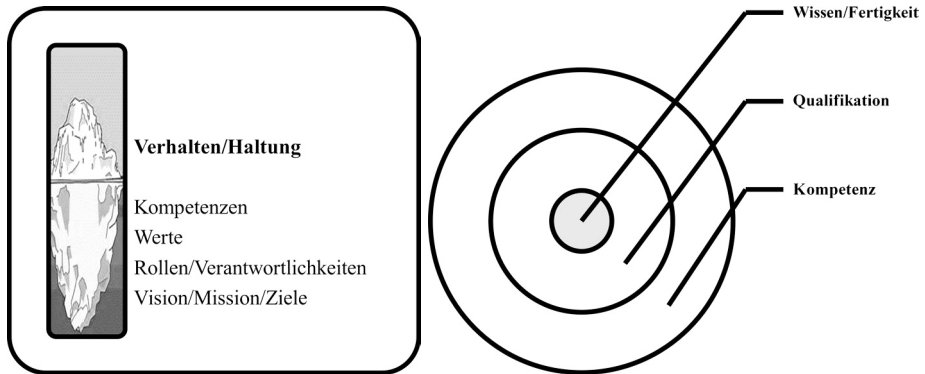 Verhalten/Haltung
Kompetenzen
Werte
Rollen/Verantwortlichkeiten
Vision/Mission/Ziele
Wissen/Fertigkeit
Qualifikation
Kompetenz